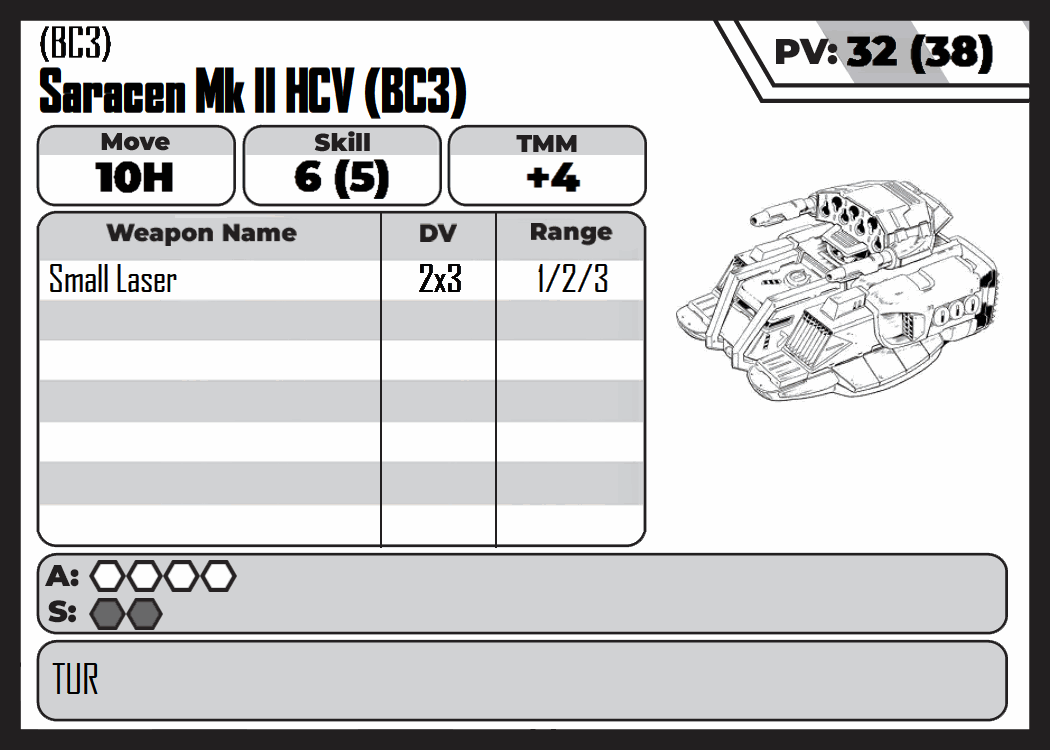 (BC3)
Saracen Mk II HCV (BC3)
PV: 32 (38)
Move Skill TMM
10H 6 (5) +4
Weapon Name DV Range
Small Laser 2x3 1/2/3
A:
S:
TUR